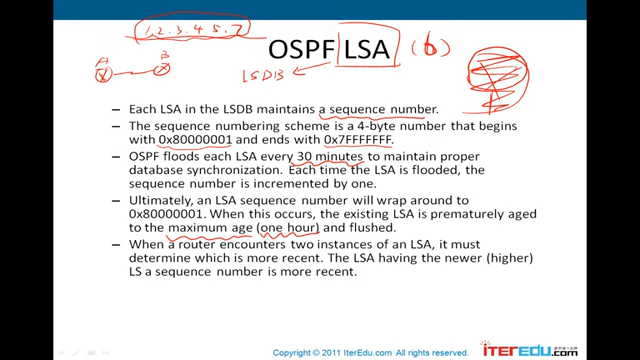 1, 2, 3, 4, 5, 7
A
B
OSPF LSA (6)
LSDB
– Each LSA in the LSDB maintains a sequence number.
– The sequence numbering scheme is a 4-byte number that begins
with 0x80000001 and ends with 0x7FFFFFFF.
– OSPF floods each LSA every 30 minutes to maintain proper
database synchronization. Each time the LSA is flooded, the
sequence number is incremented by one.
– Ultimately, an LSA sequence number will wrap around to
0x80000001. When this occurs, the existing LSA is prematurely aged
to the maximum age (one hour) and flushed.
– When a router encounters two instances of an LSA, it must
determine which is more recent. The LSA having the newer (higher)
LS a sequence number is more recent.
Copyright © 2011 IterEdu.com All rights reserved.
iTEREDU.com